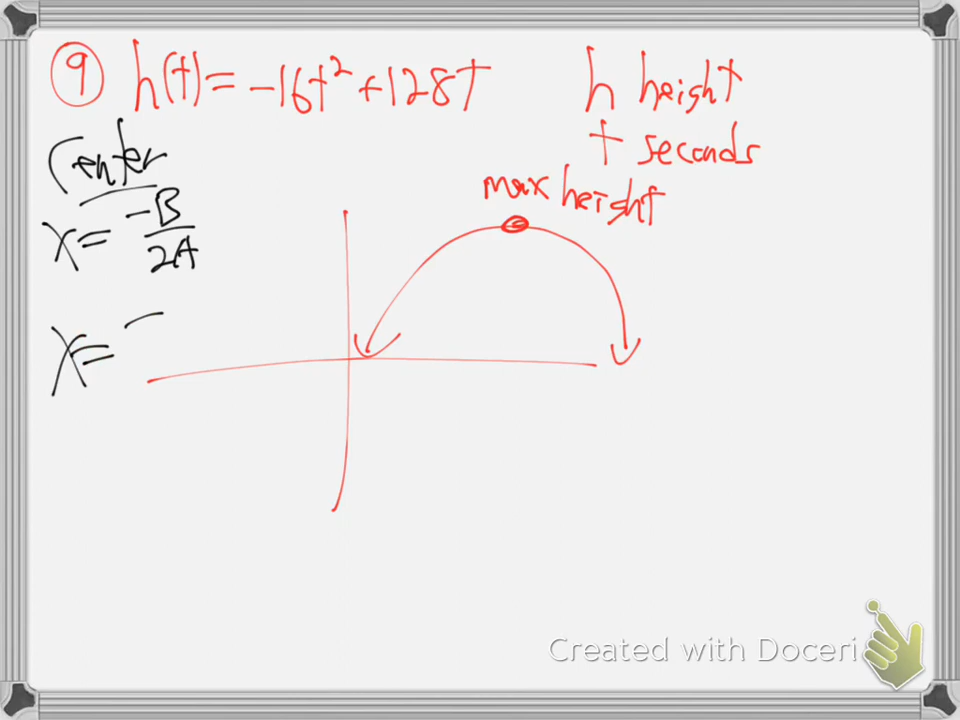 9 h(t) = -16t² + 128t
h height
t seconds
Center
x = -B/2A
max height
x = -
Created with Doceri